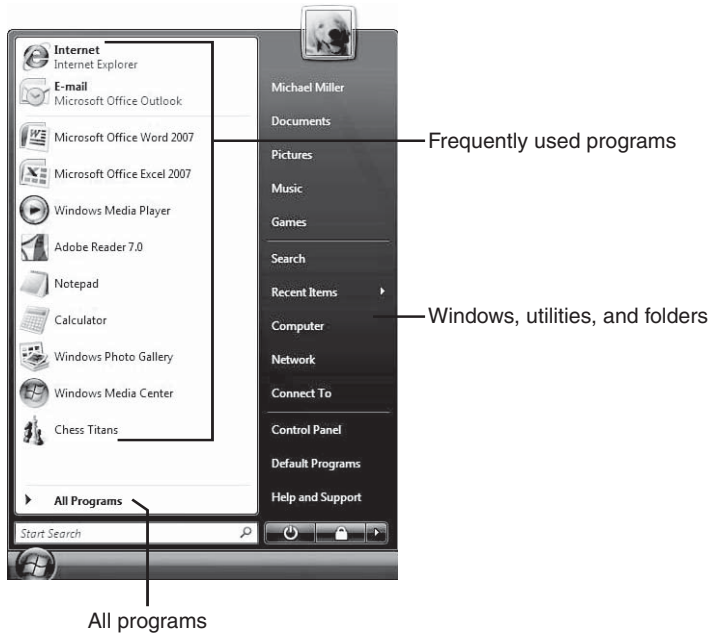 Internet
Internet Explorer
E-mail
Microsoft Office Outlook
Microsoft Office Word 2007
Microsoft Office Excel 2007
Windows Media Player
Adobe Reader 7.0
Notepad
Calculator
Windows Photo Gallery
Windows Media Center
Chess Titans
All Programs
Start Search
Michael Miller
Documents
Pictures
Music
Games
Search
Recent Items
Computer
Network
Connect To
Control Panel
Default Programs
Help and Support
Frequently used programs
Windows, utilities, and folders
All programs